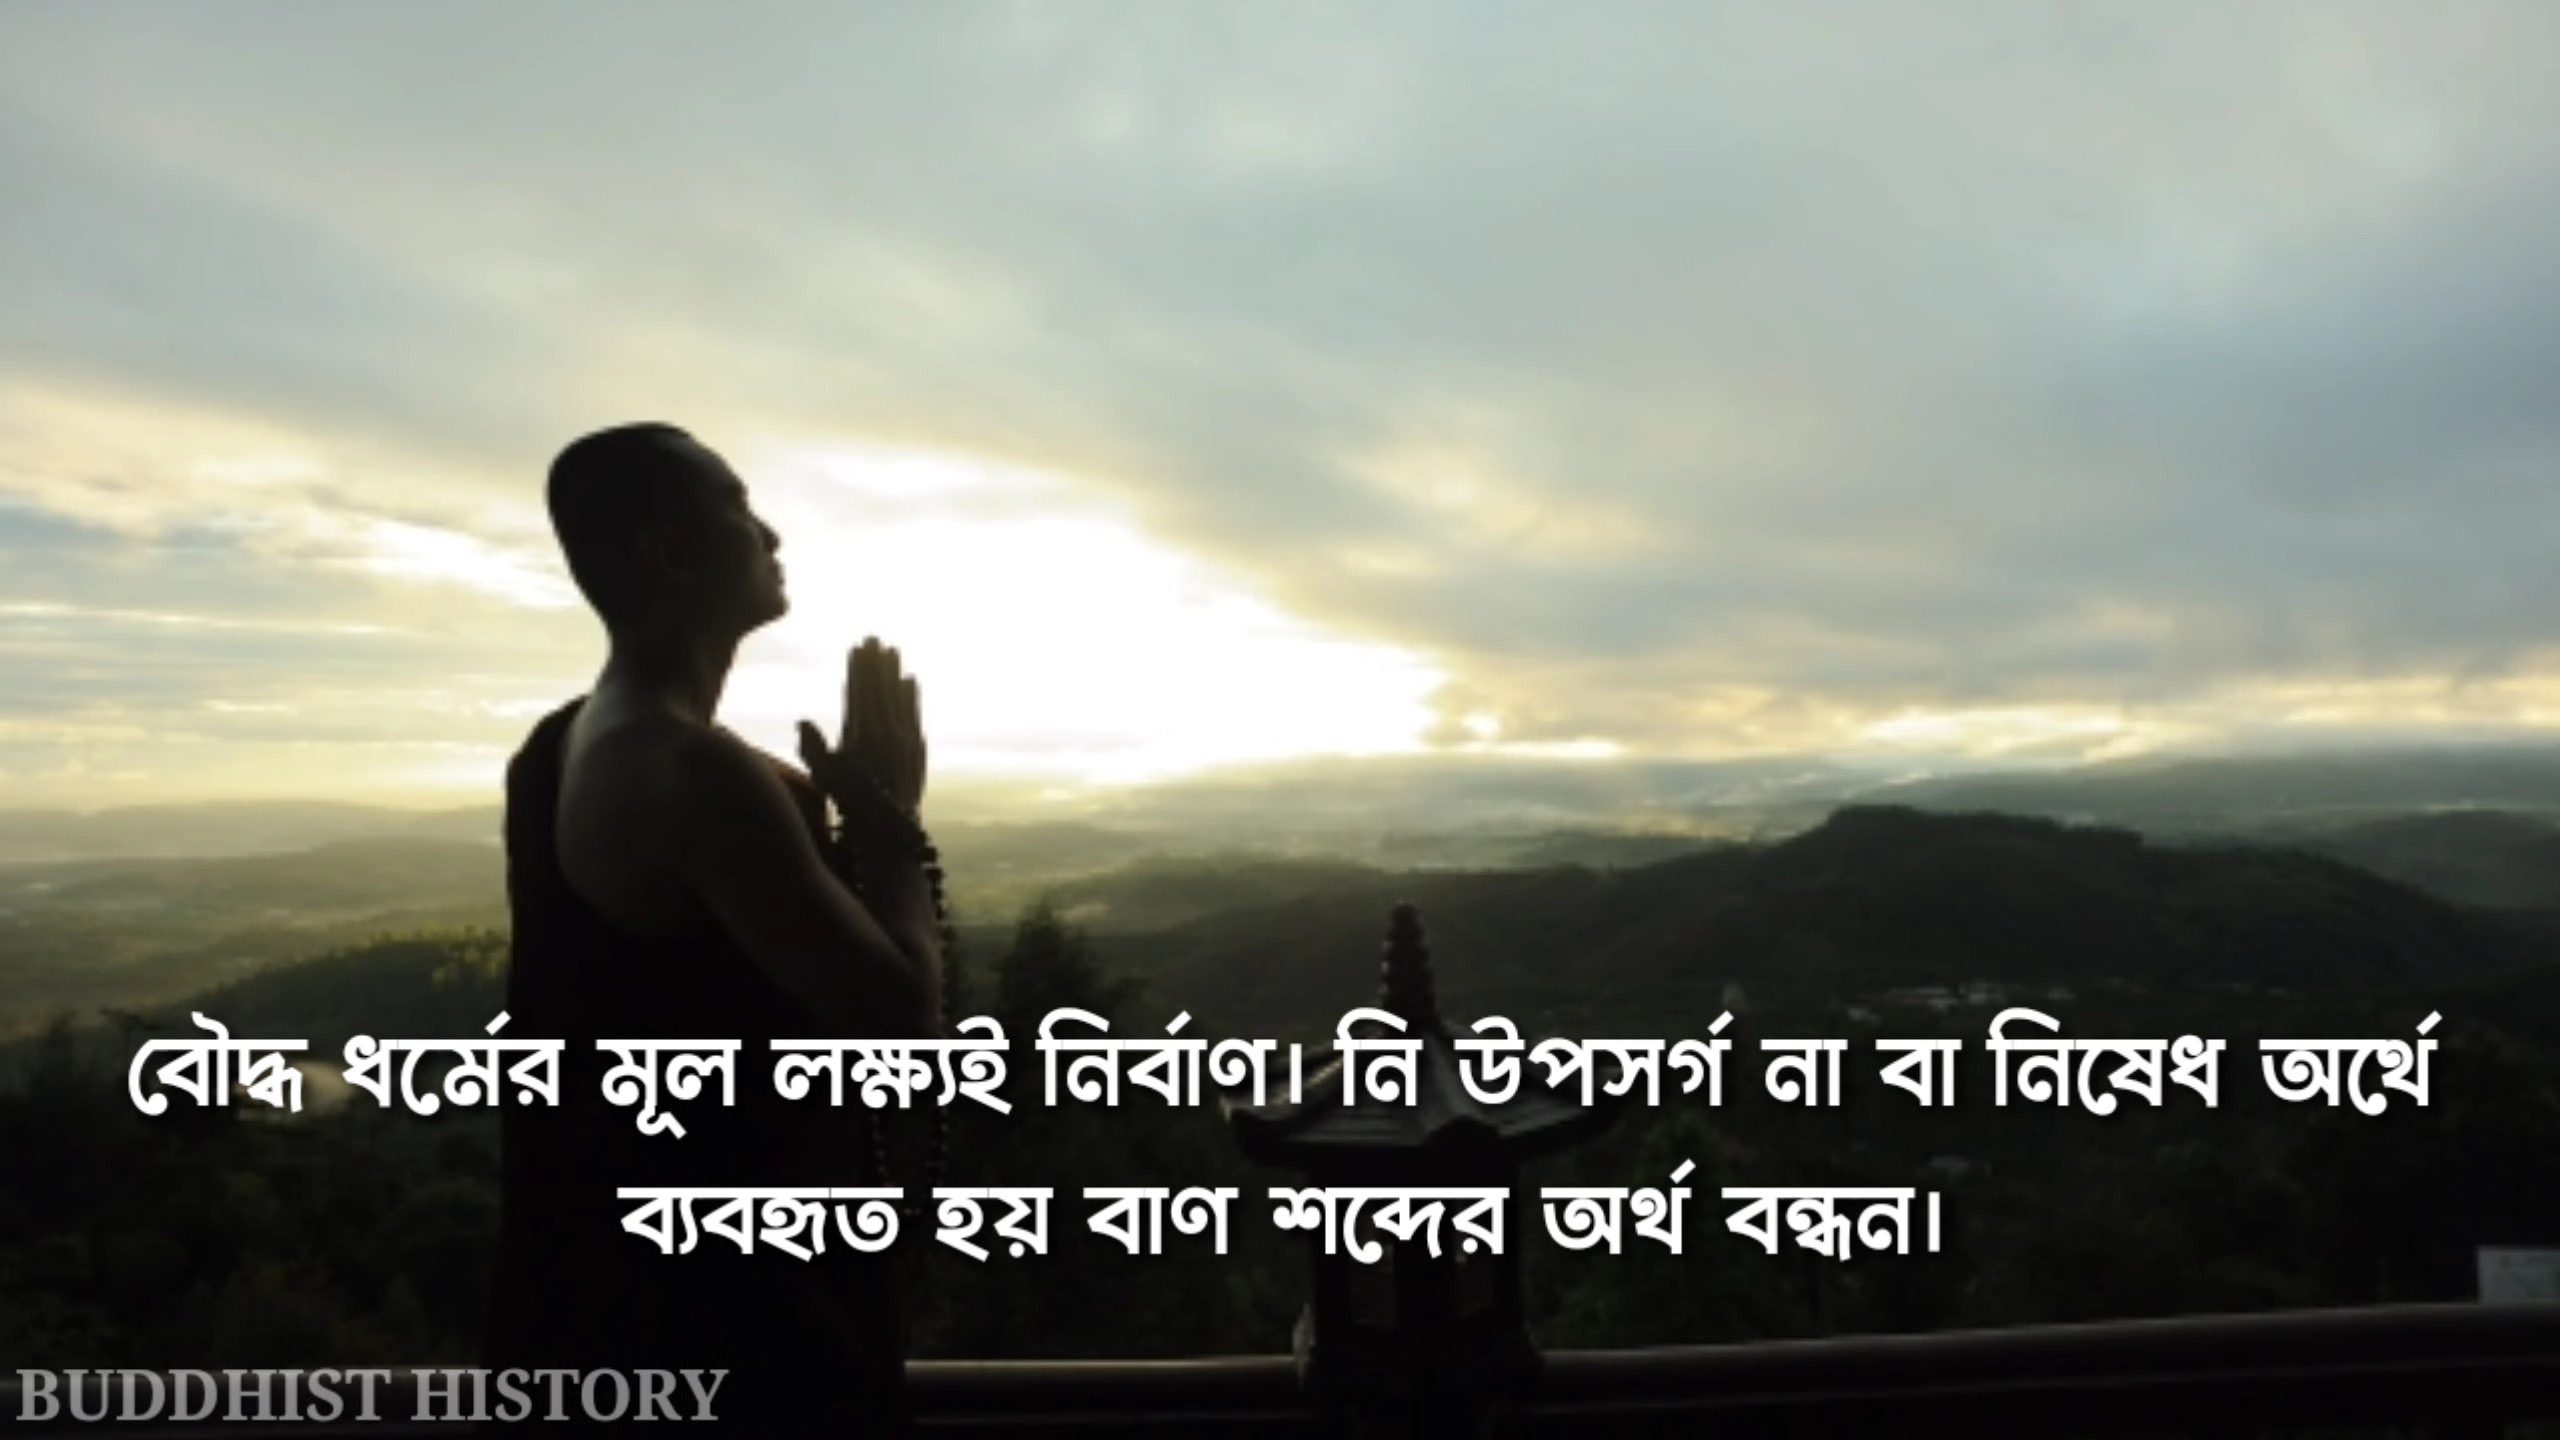 বৌদ্ধ ধর্মের মূল লক্ষ্যই নির্বাণ। নি উপসর্গ না বা নিষেধ অর্থে
ব্যবহৃত হয় বাণ শব্দের অর্থ বন্ধন।
BUDDHIST HISTORY